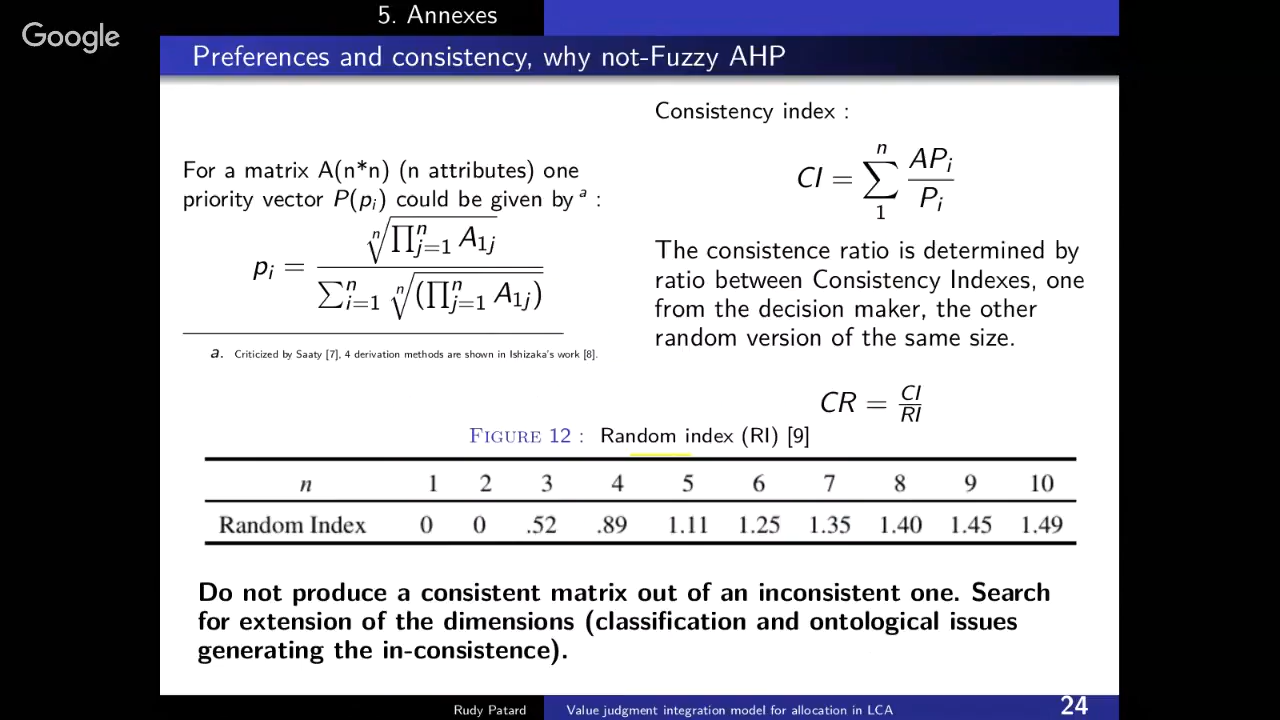 Google
5. Annexes
Preferences and consistency, why not-Fuzzy AHP
For a matrix A(n*n) (n attributes) one
priority vector P(pᵢ) could be given by ᵃ :
pᵢ = ⁿ√(∏ⁿⱼ₌₁ A₁ⱼ) / ∑ⁿᵢ₌₁ ⁿ√((∏ⁿⱼ₌₁ A₁ⱼ))
a. Criticized by Saaty [7], 4 derivation methods are shown in Ishizaka's work [8].
Consistency index :
CI = ∑ⁿ₁ APᵢ / Pᵢ
The consistence ratio is determined by
ratio between Consistency Indexes, one
from the decision maker, the other
random version of the same size.
CR = CI / RI
FIGURE 12 : Random index (RI) [9]
n 1 2 3 4 5 6 7 8 9 10
Random Index 0 0 .52 .89 1.11 1.25 1.35 1.40 1.45 1.49
Do not produce a consistent matrix out of an inconsistent one. Search
for extension of the dimensions (classification and ontological issues
generating the in-consistence).
Rudy Patard Value judgment integration model for allocation in LCA 24